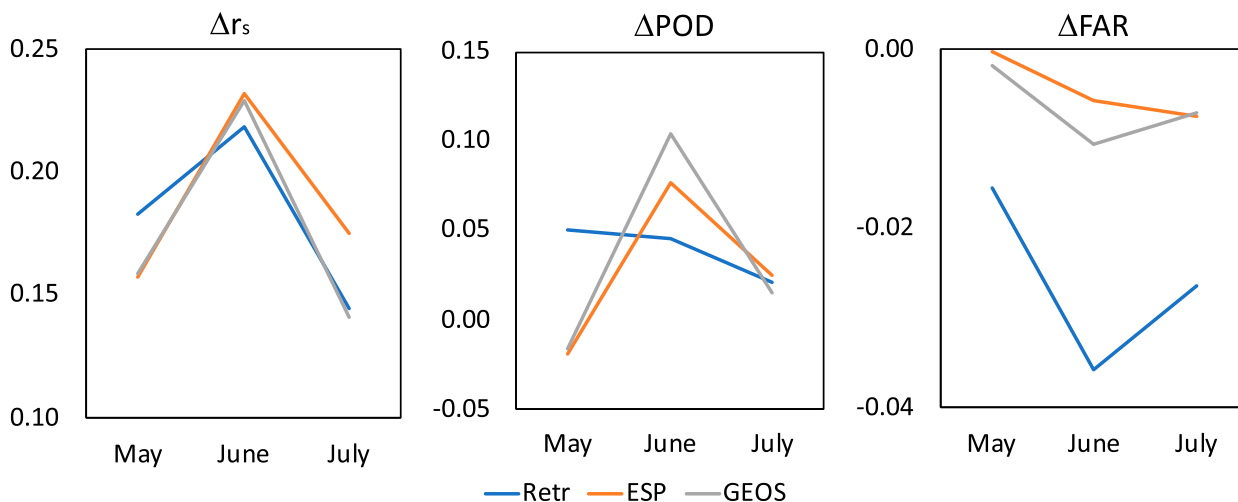 Δrₛ
0.25
0.20
0.15
0.10
May June July
ΔPOD
0.15
0.10
0.05
0.00
-0.05
May June July
ΔFAR
0.00
-0.02
-0.04
May June July
Retr ESP GEOS